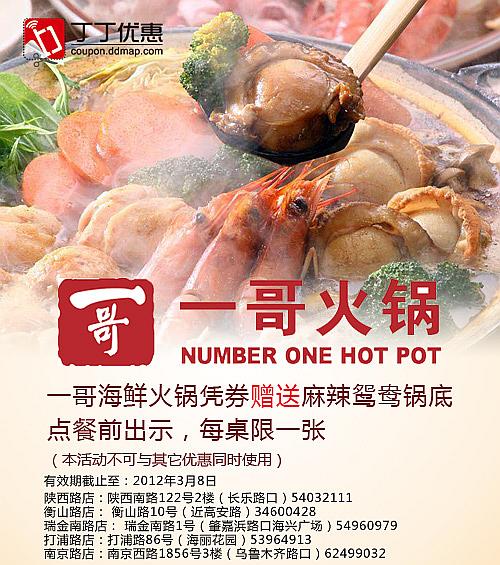 丁丁优惠
coupon.ddmap.com
一哥
一哥火锅
NUMBER ONE HOT POT
一哥海鲜火锅凭券赠送麻辣鸳鸯锅底
点餐前出示，每桌限一张
（本活动不可与其它优惠同时使用）
有效期截止至：2012年3月8日
陕西路店：陕西南路122号2楼（长乐路口）54032111
衡山路店： 衡山路10号（近高安路）34600428
瑞金南路店： 瑞金南路1号（肇嘉浜路口海兴广场）54960979
打浦路店：打浦路86号（海丽花园）53964913
南京路店：南京西路1856号3楼（乌鲁木齐路口）62499032